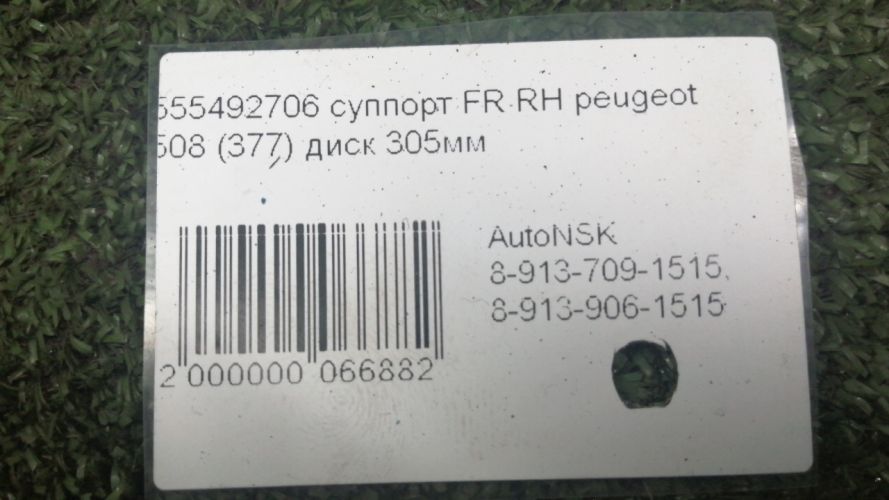 555492706 суппорт FR RH peugeot
508 (377) диск 305мм
AutoNSK
8-913-709-1515,
8-913-906-1515
2 000000 066882